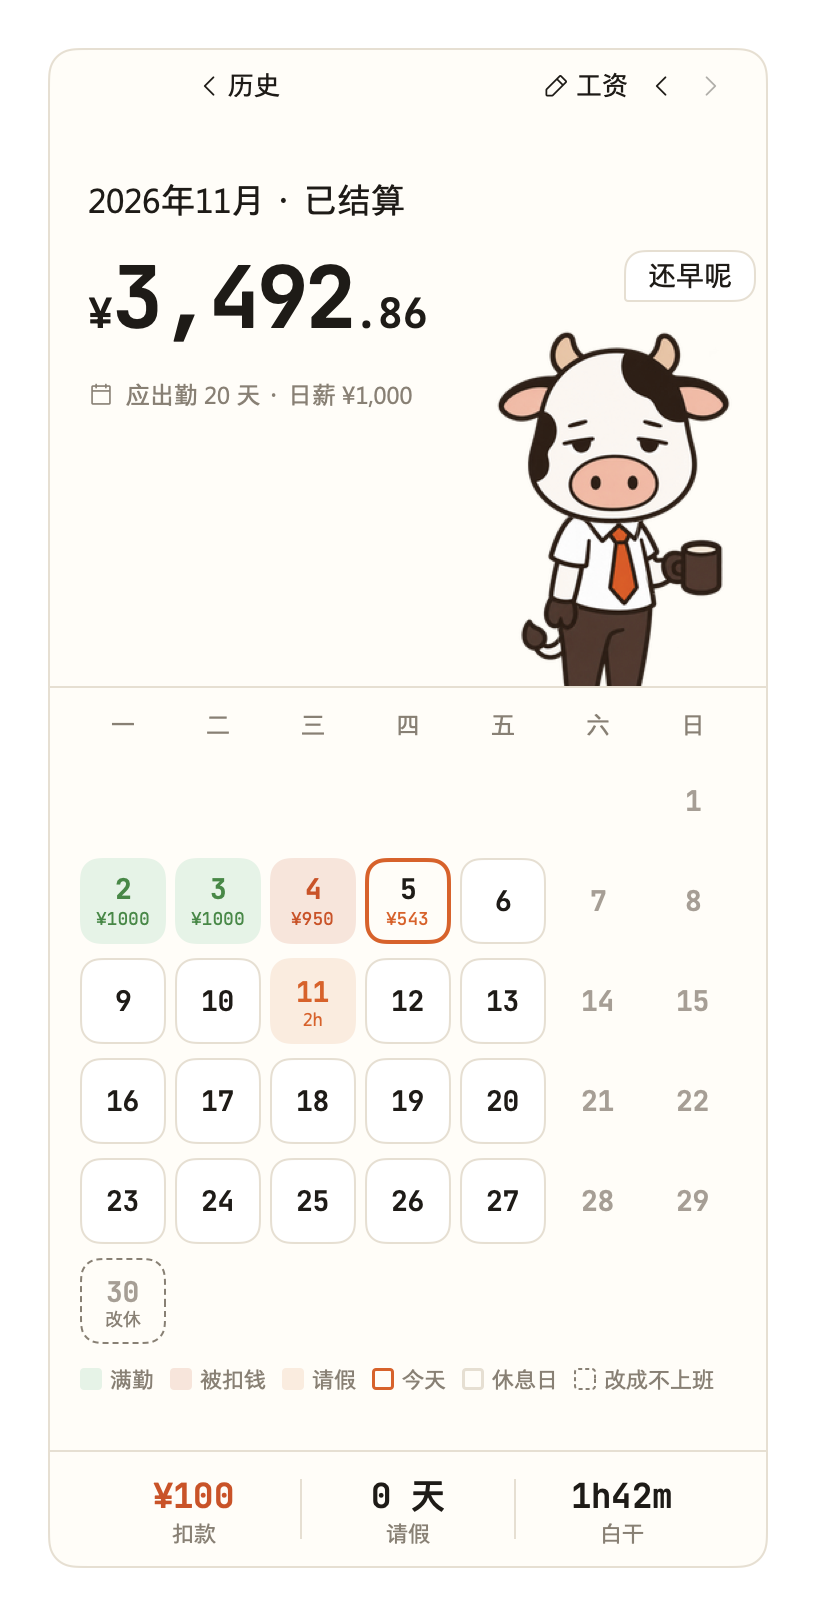 历史 工资
2026年11月 · 已结算
¥3,492.86
还早呢
应出勤 20 天 · 日薪 ¥1,000
一 二 三 四 五 六 日
1
2 3 4 5 6 7 8
¥1000 ¥1000 ¥950 ¥543
9 10 11 12 13 14 15
2h
16 17 18 19 20 21 22
23 24 25 26 27 28 29
30
改休
满勤 被扣钱 请假 今天 休息日 改成不上班
¥100 0 天 1h42m
扣款 请假 白干